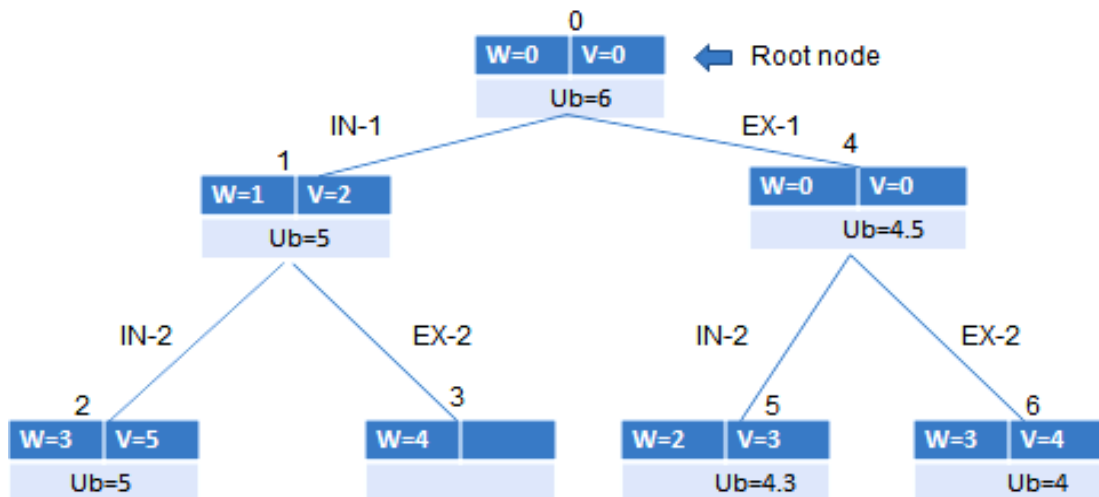 0
W=0 V=0
Root node
Ub=6
IN-1
EX-1
1
4
W=1 V=2
W=0 V=0
Ub=5
Ub=4.5
IN-2
EX-2
IN-2
EX-2
2
3
5
6
W=3 V=5
W=4
W=2 V=3
W=3 V=4
Ub=5
Ub=4.3
Ub=4